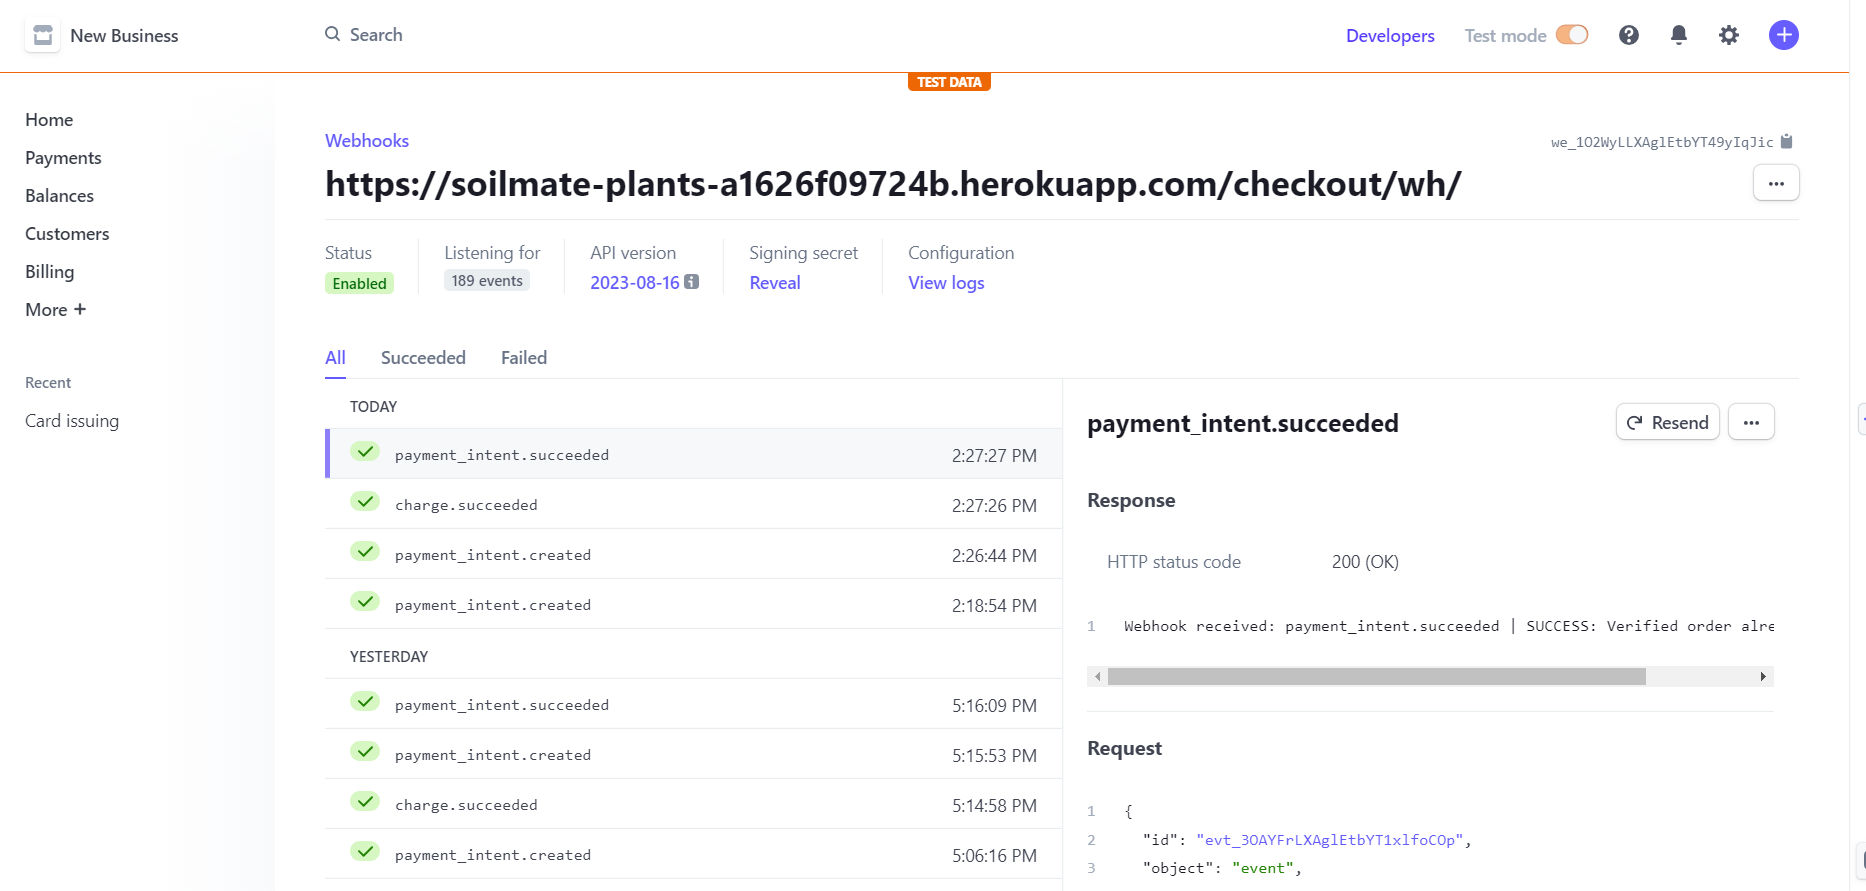 New Business
Search
Developers
Test mode
TEST DATA
Home
Payments
Balances
Customers
Billing
More +
Recent
Card issuing
Webhooks
we_1O2WyLLXAglEtbYT49yIqJic
https://soilmate-plants-a1626f09724b.herokuapp.com/checkout/wh/
Status
Enabled
Listening for
189 events
API version
2023-08-16
Signing secret
Reveal
Configuration
View logs
All Succeeded Failed
TODAY
payment_intent.succeeded 2:27:27 PM
charge.succeeded 2:27:26 PM
payment_intent.created 2:26:44 PM
payment_intent.created 2:18:54 PM
YESTERDAY
payment_intent.succeeded 5:16:09 PM
payment_intent.created 5:15:53 PM
charge.succeeded 5:14:58 PM
payment_intent.created 5:06:16 PM
payment_intent.succeeded
Resend
Response
HTTP status code 200 (OK)
1 Webhook received: payment_intent.succeeded | SUCCESS: Verified order alre
Request
1 {
2 "id": "evt_3OAYFrLXAglEtbYT1xlfoCOp",
3 "object": "event",